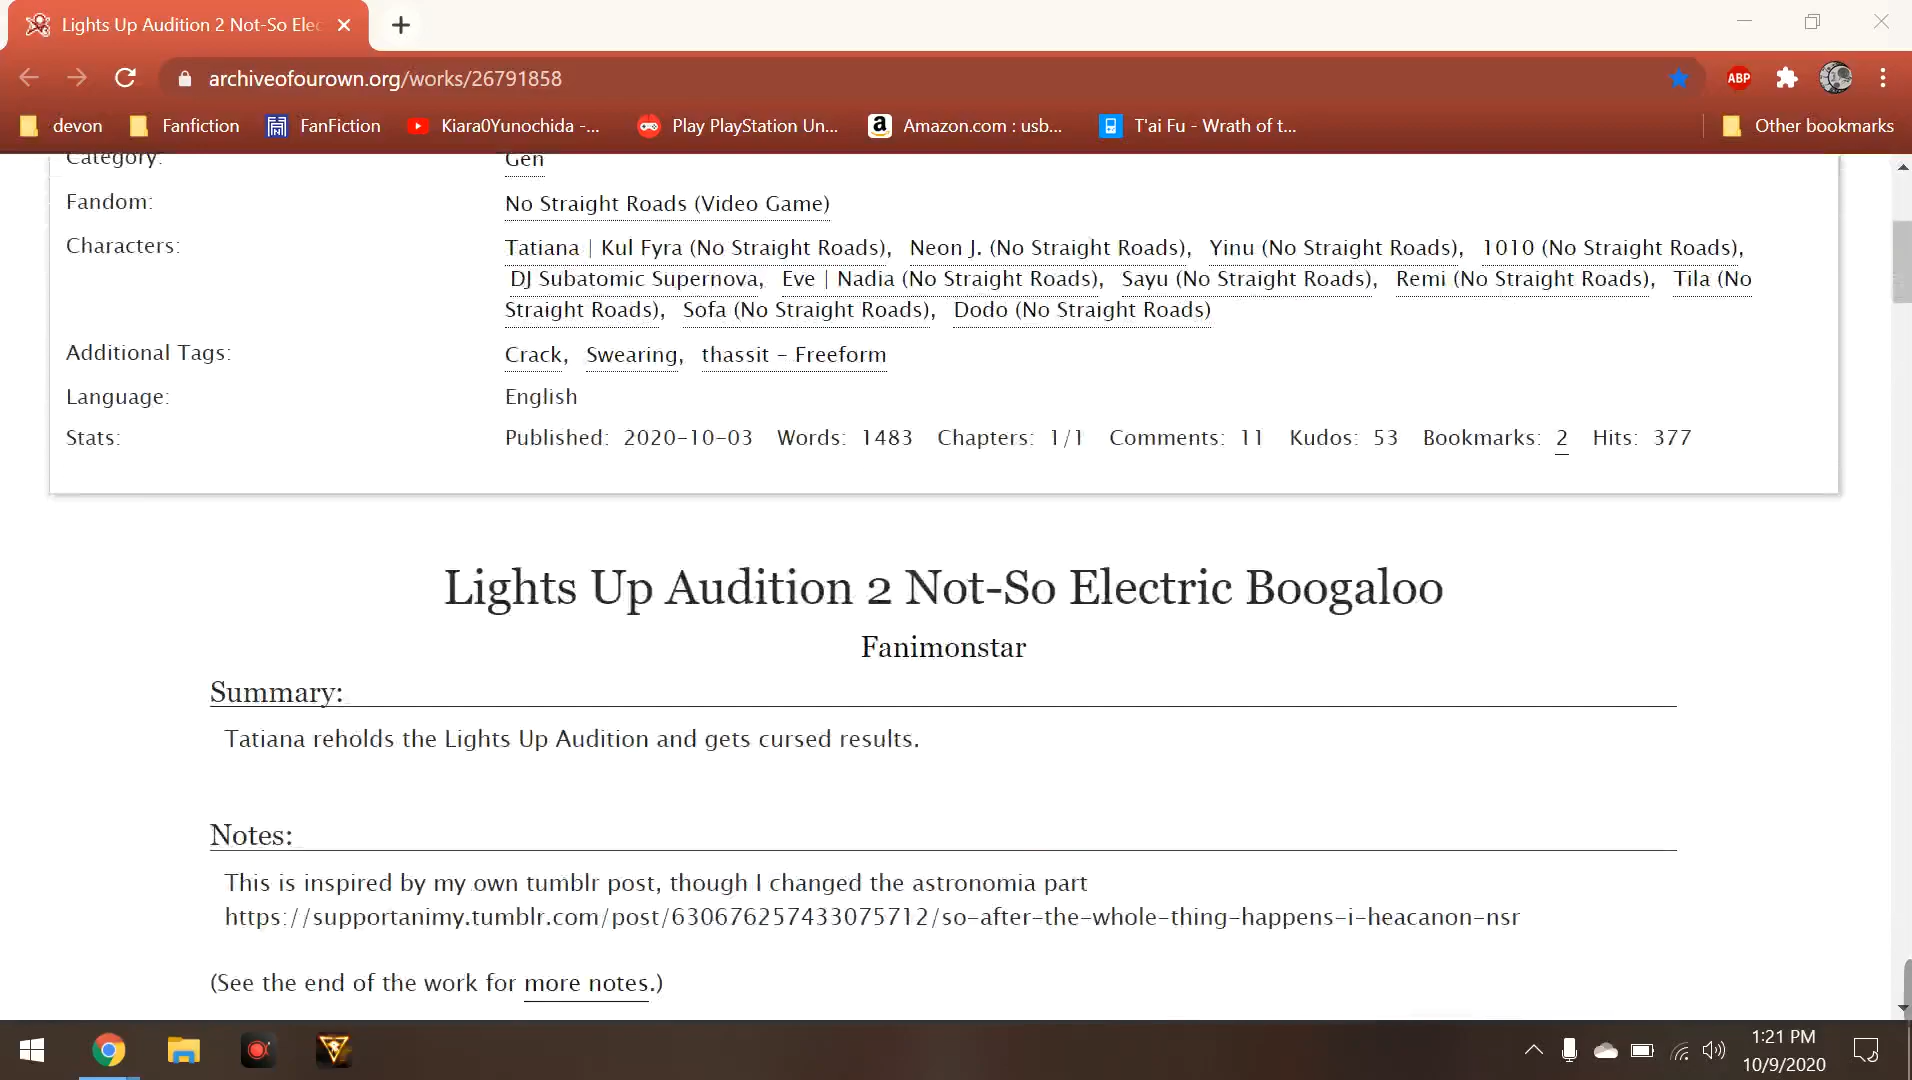 Lights Up Audition 2 Not-So Elec
archiveofourown.org/works/26791858
ABP
devon Fanfiction FanFiction Kiara0Yunochida -... Play PlayStation Un... Amazon.com : usb... T'ai Fu - Wrath of t... Other bookmarks
Category: Gen
Fandom: No Straight Roads (Video Game)
Characters: Tatiana | Kul Fyra (No Straight Roads), Neon J. (No Straight Roads), Yinu (No Straight Roads), 1010 (No Straight Roads),
DJ Subatomic Supernova, Eve | Nadia (No Straight Roads), Sayu (No Straight Roads), Remi (No Straight Roads), Tila (No
Straight Roads), Sofa (No Straight Roads), Dodo (No Straight Roads)
Additional Tags: Crack, Swearing, thassit - Freeform
Language: English
Stats: Published: 2020-10-03 Words: 1483 Chapters: 1/1 Comments: 11 Kudos: 53 Bookmarks: 2 Hits: 377
Lights Up Audition 2 Not-So Electric Boogaloo
Fanimonstar
Summary:
Tatiana reholds the Lights Up Audition and gets cursed results.
Notes:
This is inspired by my own tumblr post, though I changed the astronomia part
https://supportanimy.tumblr.com/post/630676257433075712/so-after-the-whole-thing-happens-i-heacanon-nsr
(See the end of the work for more notes.)
1:21 PM
10/9/2020